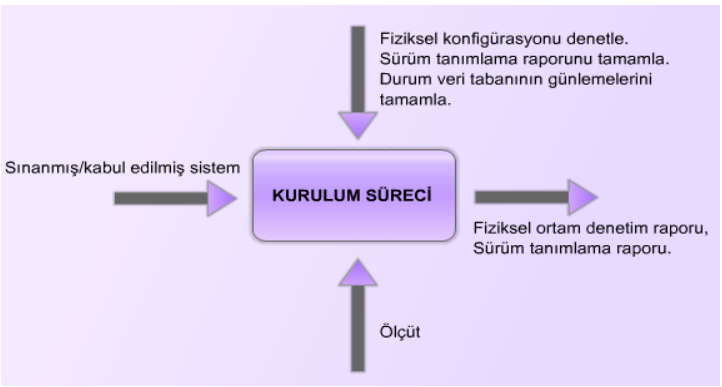 Fiziksel konfigürasyonu denetle.
Sürüm tanımlama raporunu tamamla.
Durum veri tabanının günlemelerini
tamamla.
Sınanmış/kabul edilmiş sistem
KURULUM SÜRECİ
Fiziksel ortam denetim raporu,
Sürüm tanımlama raporu.
Ölçüt